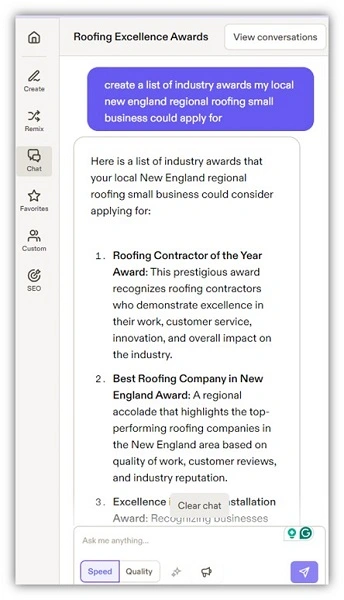 Roofing Excellence Awards
View conversations
Create
Remix
Chat
Favorites
Custom
SEO
create a list of industry awards my local
new england regional roofing small
business could apply for
Here is a list of industry awards that
your local New England regional
roofing small business could consider
applying for:
1. Roofing Contractor of the Year
Award: This prestigious award
recognizes roofing contractors
who demonstrate excellence in
their work, customer service,
innovation, and overall impact on
the industry.
2. Best Roofing Company in New
England Award: A regional
accolade that highlights the top-
performing roofing companies in
the New England area based on
quality of work, customer reviews,
and industry reputation.
3. Excellence
Clear chat
Award: Recognizing businesses
Ask me anything...
Speed
Quality